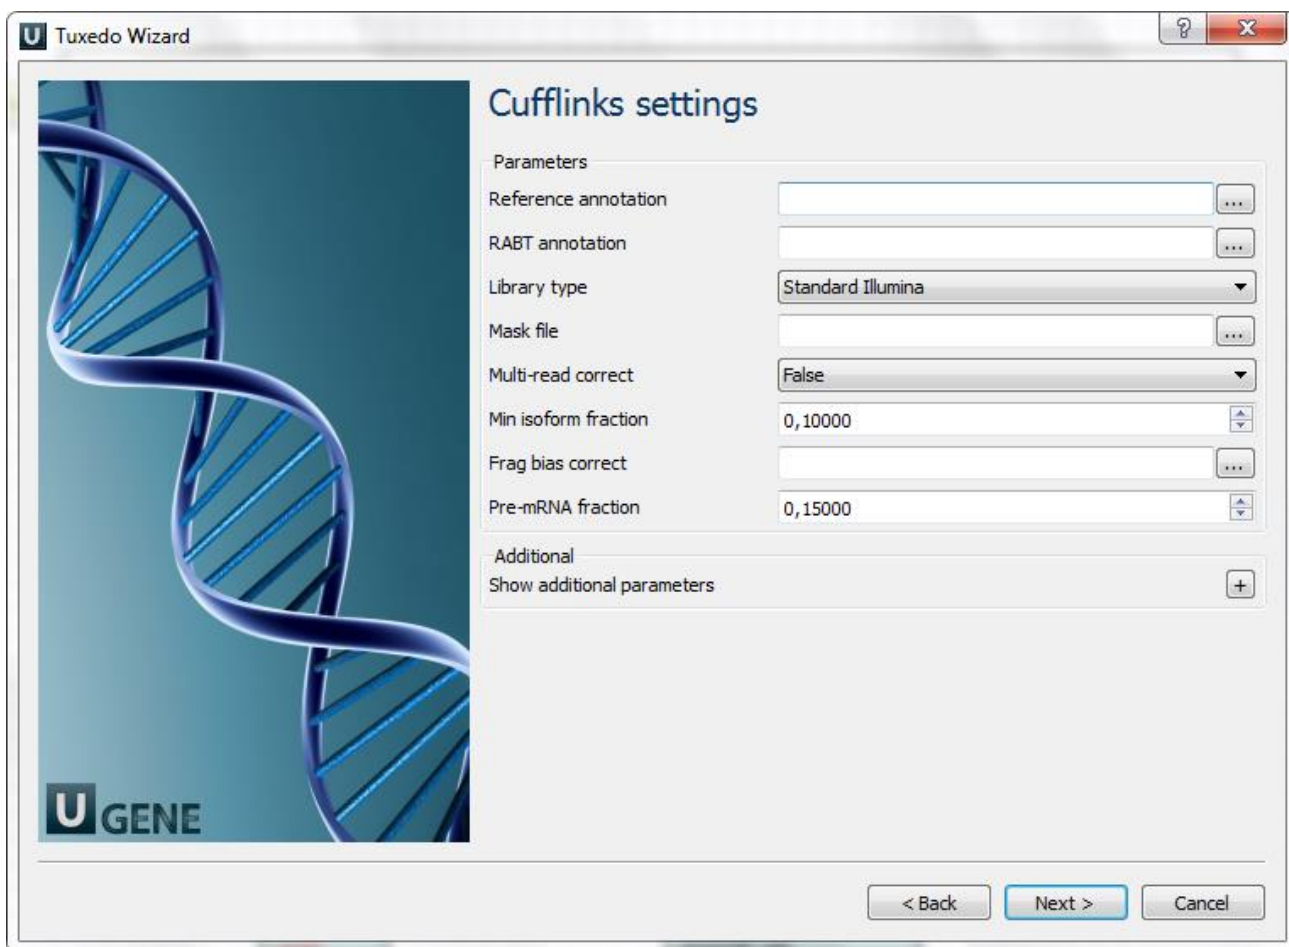 U Tuxedo Wizard
?
Cufflinks settings
Parameters
Reference annotation ...
RABT annotation ...
Library type Standard Illumina
Mask file ...
Multi-read correct False
Min isoform fraction 0,10000
Frag bias correct ...
Pre-mRNA fraction 0,15000
Additional
Show additional parameters +
U GENE
< Back Next > Cancel